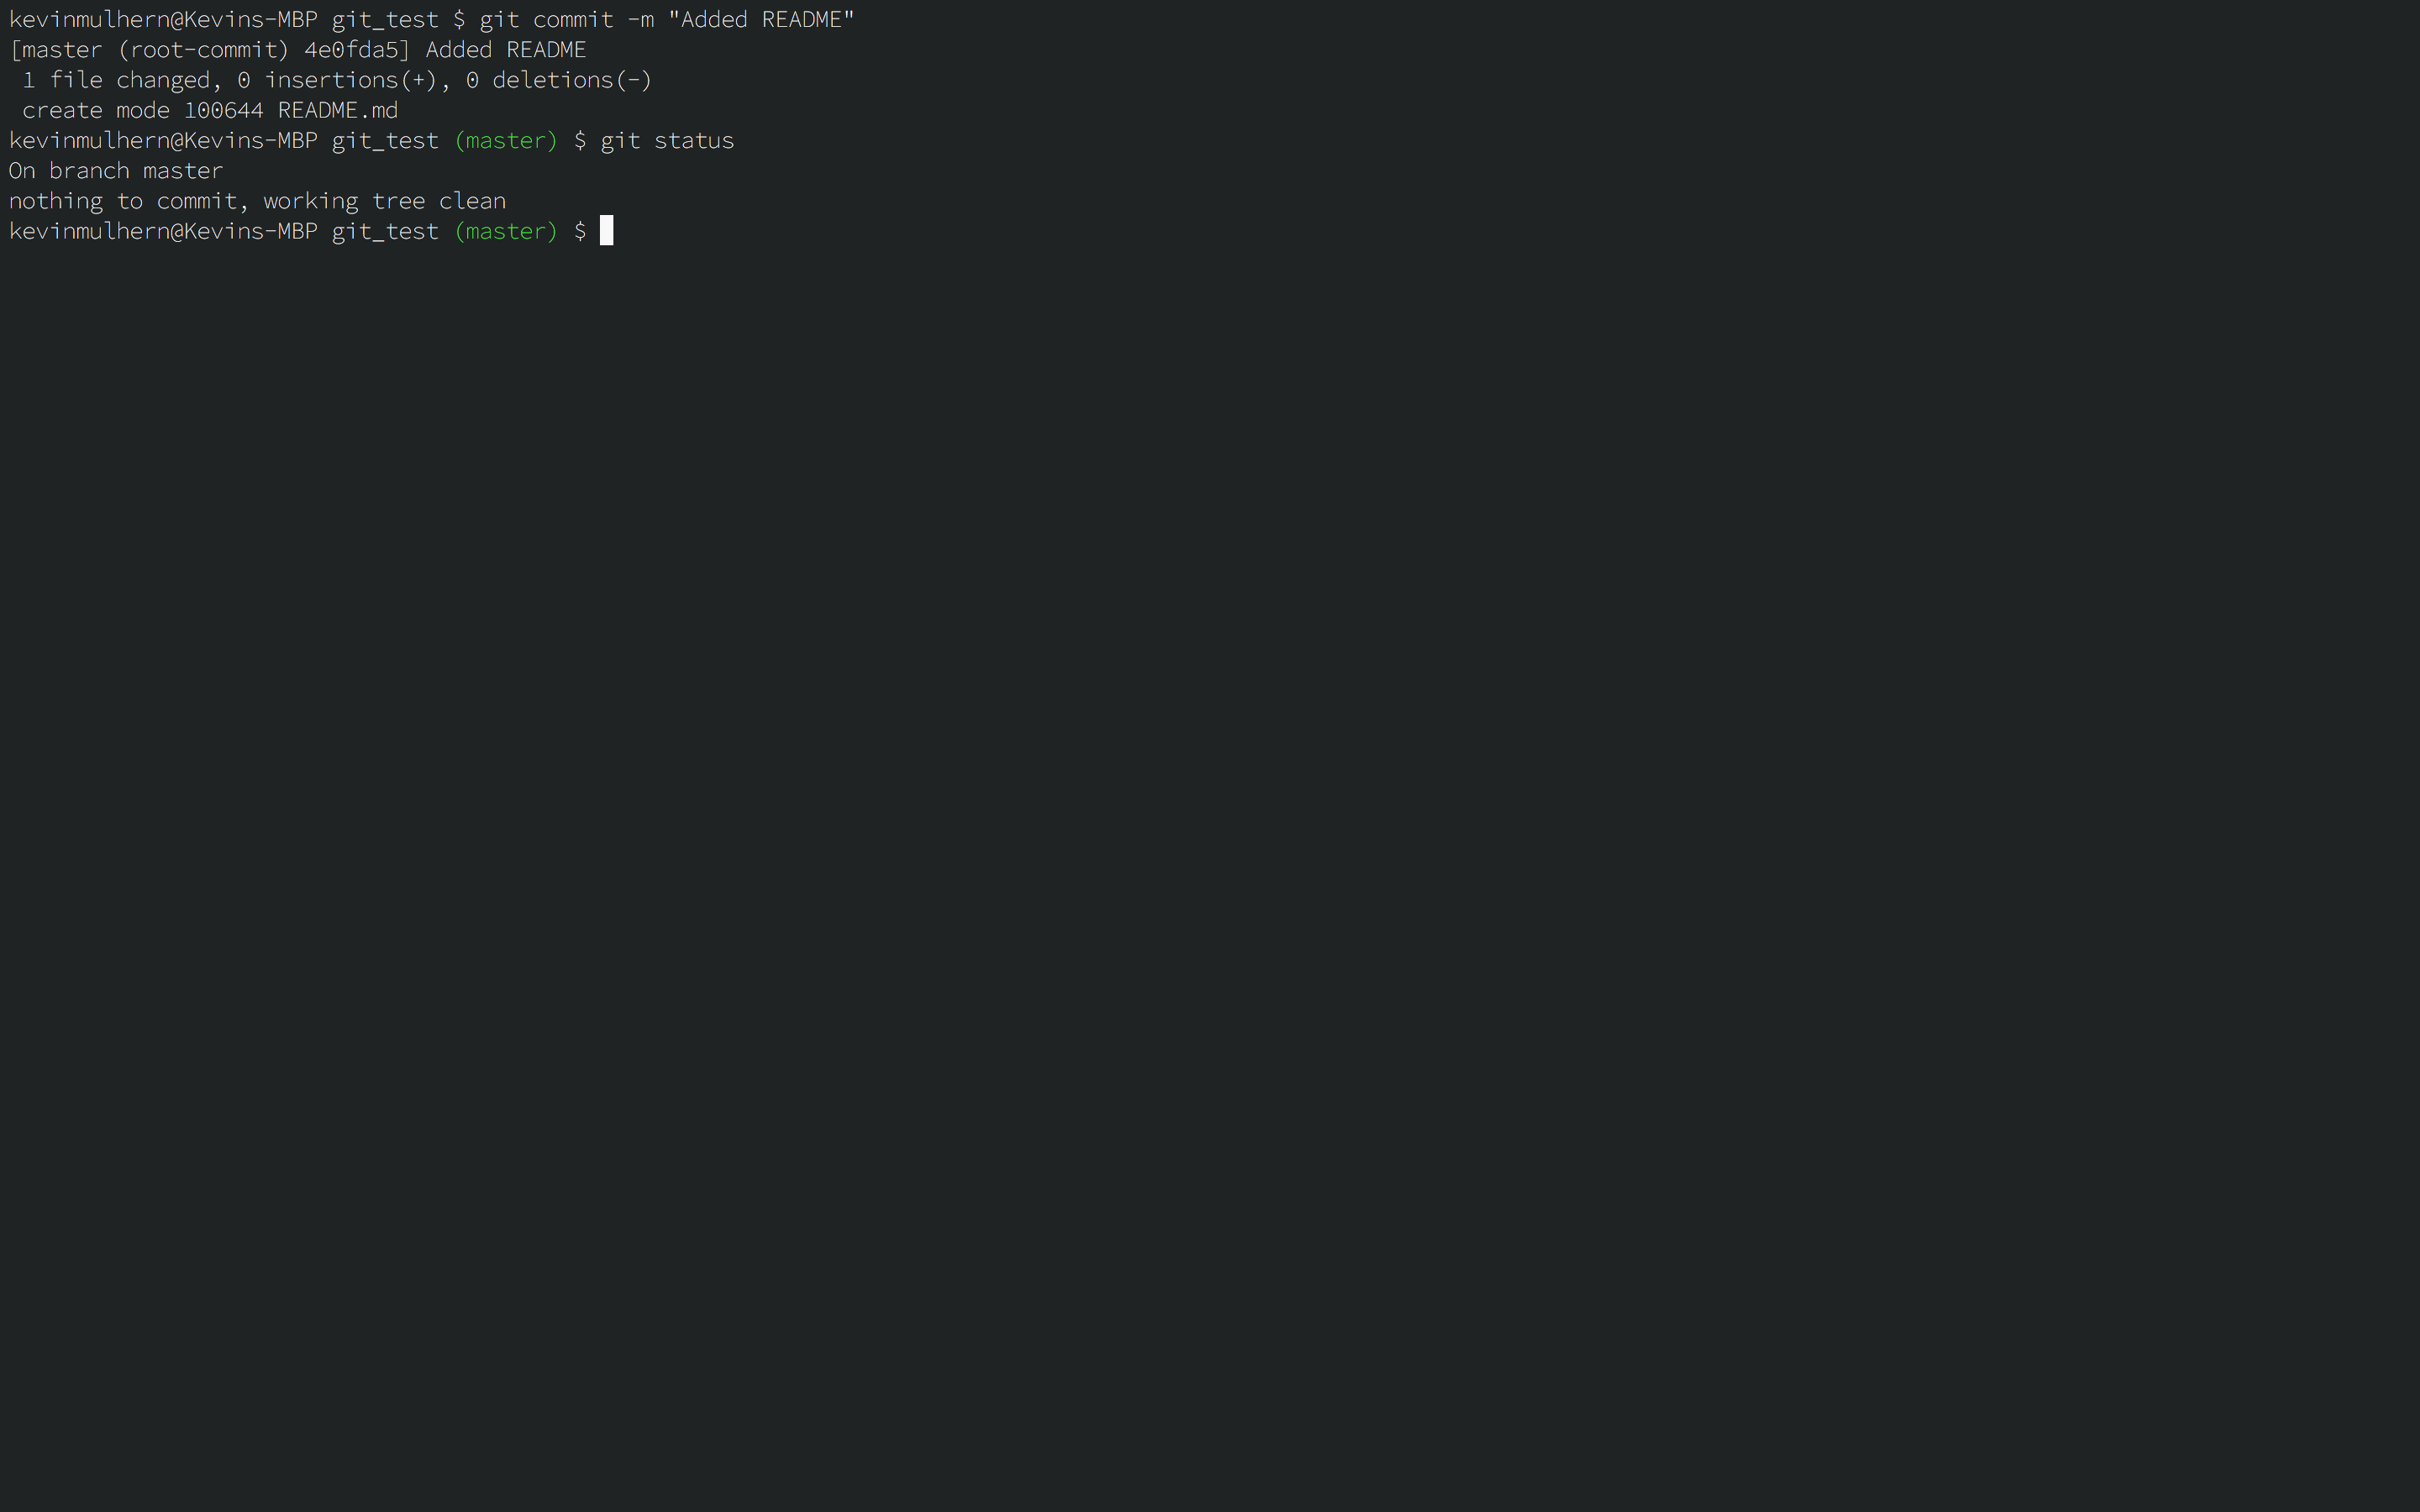 kevinmulhern@Kevins-MBP git_test $ git commit -m "Added README"
[master (root-commit) 4e0fda5] Added README
 1 file changed, 0 insertions(+), 0 deletions(-)
 create mode 100644 README.md
kevinmulhern@Kevins-MBP git_test (master) $ git status
On branch master
nothing to commit, working tree clean
kevinmulhern@Kevins-MBP git_test (master) $